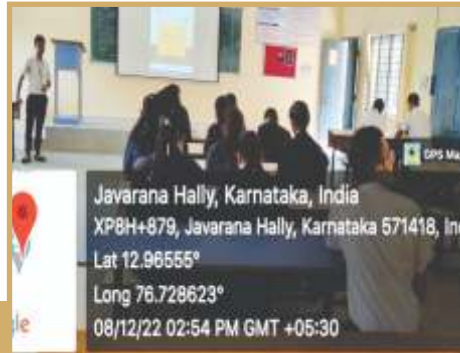 GPS Ma
Javarana Hally, Karnataka, India
XP8H+879, Javarana Hally, Karnataka 571418, Ind
Lat 12.96555°
Long 76.728623°
08/12/22 02:54 PM GMT +05:30
gle